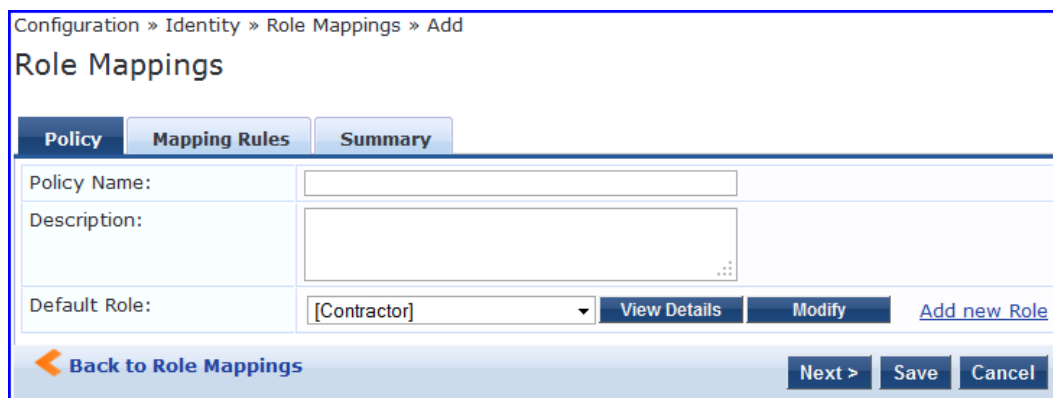 Configuration » Identity » Role Mappings » Add
Role Mappings
Policy Mapping Rules Summary
Policy Name:
Description:
Default Role: [Contractor] View Details Modify Add new Role
Back to Role Mappings Next > Save Cancel